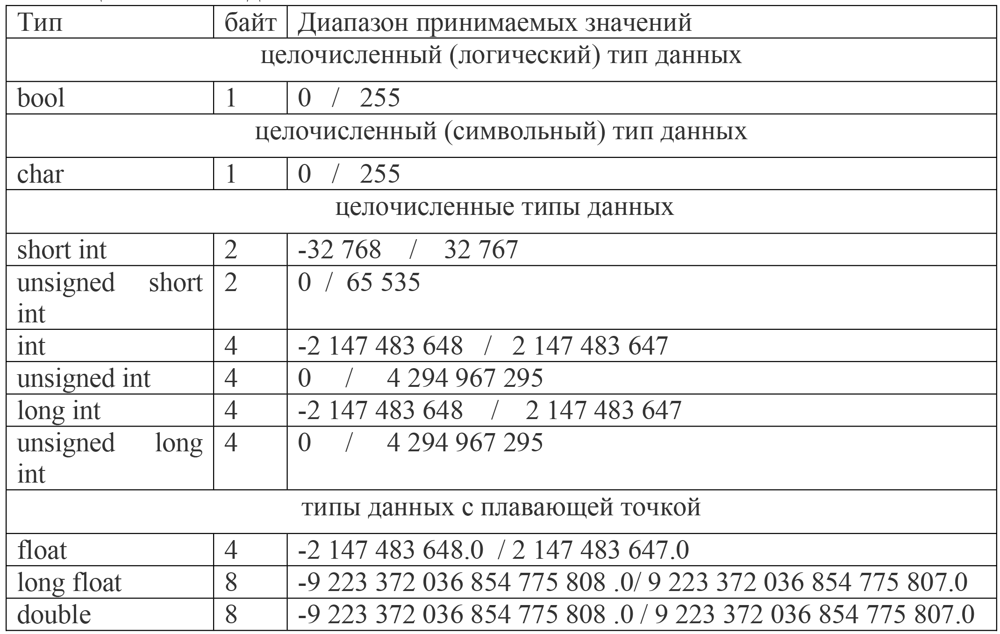 Тип байт Диапазон принимаемых значений
целочисленный (логический) тип данных
bool 1 0 / 255
целочисленный (символьный) тип данных
char 1 0 / 255
целочисленные типы данных
short int 2 -32 768 / 32 767
unsigned short 2 0 / 65 535
int
int 4 -2 147 483 648 / 2 147 483 647
unsigned int 4 0 / 4 294 967 295
long int 4 -2 147 483 648 / 2 147 483 647
unsigned long 4 0 / 4 294 967 295
int
типы данных с плавающей точкой
float 4 -2 147 483 648.0 / 2 147 483 647.0
long float 8 -9 223 372 036 854 775 808 .0/ 9 223 372 036 854 775 807.0
double 8 -9 223 372 036 854 775 808 .0 / 9 223 372 036 854 775 807.0